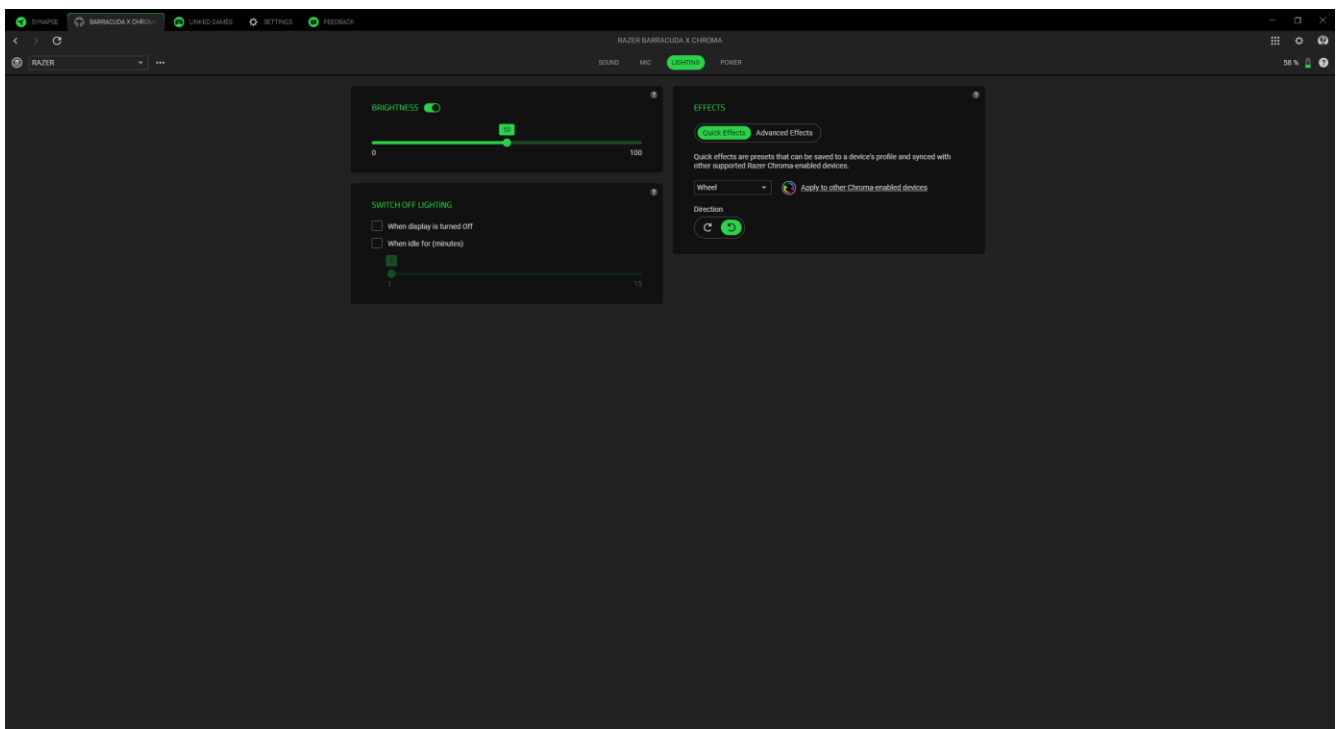 SYNAPSE BARRACUDA X CHROM LINKED GAMES SETTINGS FEEDBACK
RAZER BARRACUDA X CHROMA
RAZER SOUND MIC LIGHTING POWER 58 %
BRIGHTNESS
50
0 100
SWITCH OFF LIGHTING
When display is turned Off
When idle for (minutes)
1
1 15
EFFECTS
Quick Effects Advanced Effects
Quick effects are presets that can be saved to a device's profile and synced with
other supported Razer Chroma-enabled devices.
Wheel Apply to other Chroma-enabled devices
Direction